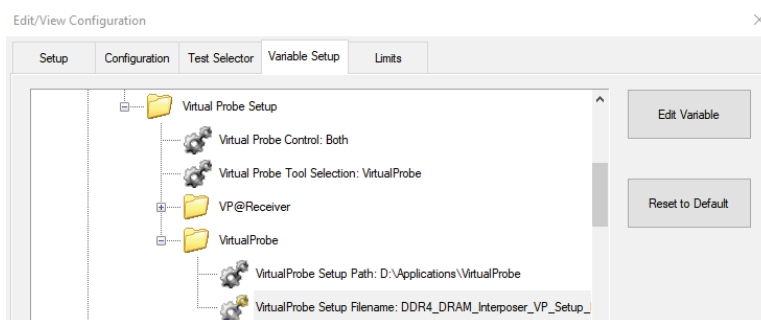 Edit/View Configuration
Setup
Configuration
Test Selector
Variable Setup
Limits
Virtual Probe Setup
Edit Variable
Virtual Probe Control: Both
Virtual Probe Tool Selection: VirtualProbe
VP@Receiver
Reset to Default
VirtualProbe
VirtualProbe Setup Path: D:\Applications\VirtualProbe
VirtualProbe Setup Filename: DDR4_DRAM_Interposer_VP_Setup_